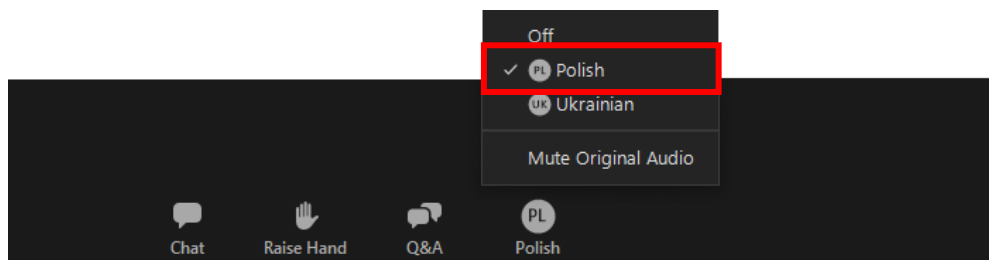 Off
PL Polish
UK Ukrainian
Mute Original Audio
PL
Chat Raise Hand Q&A Polish